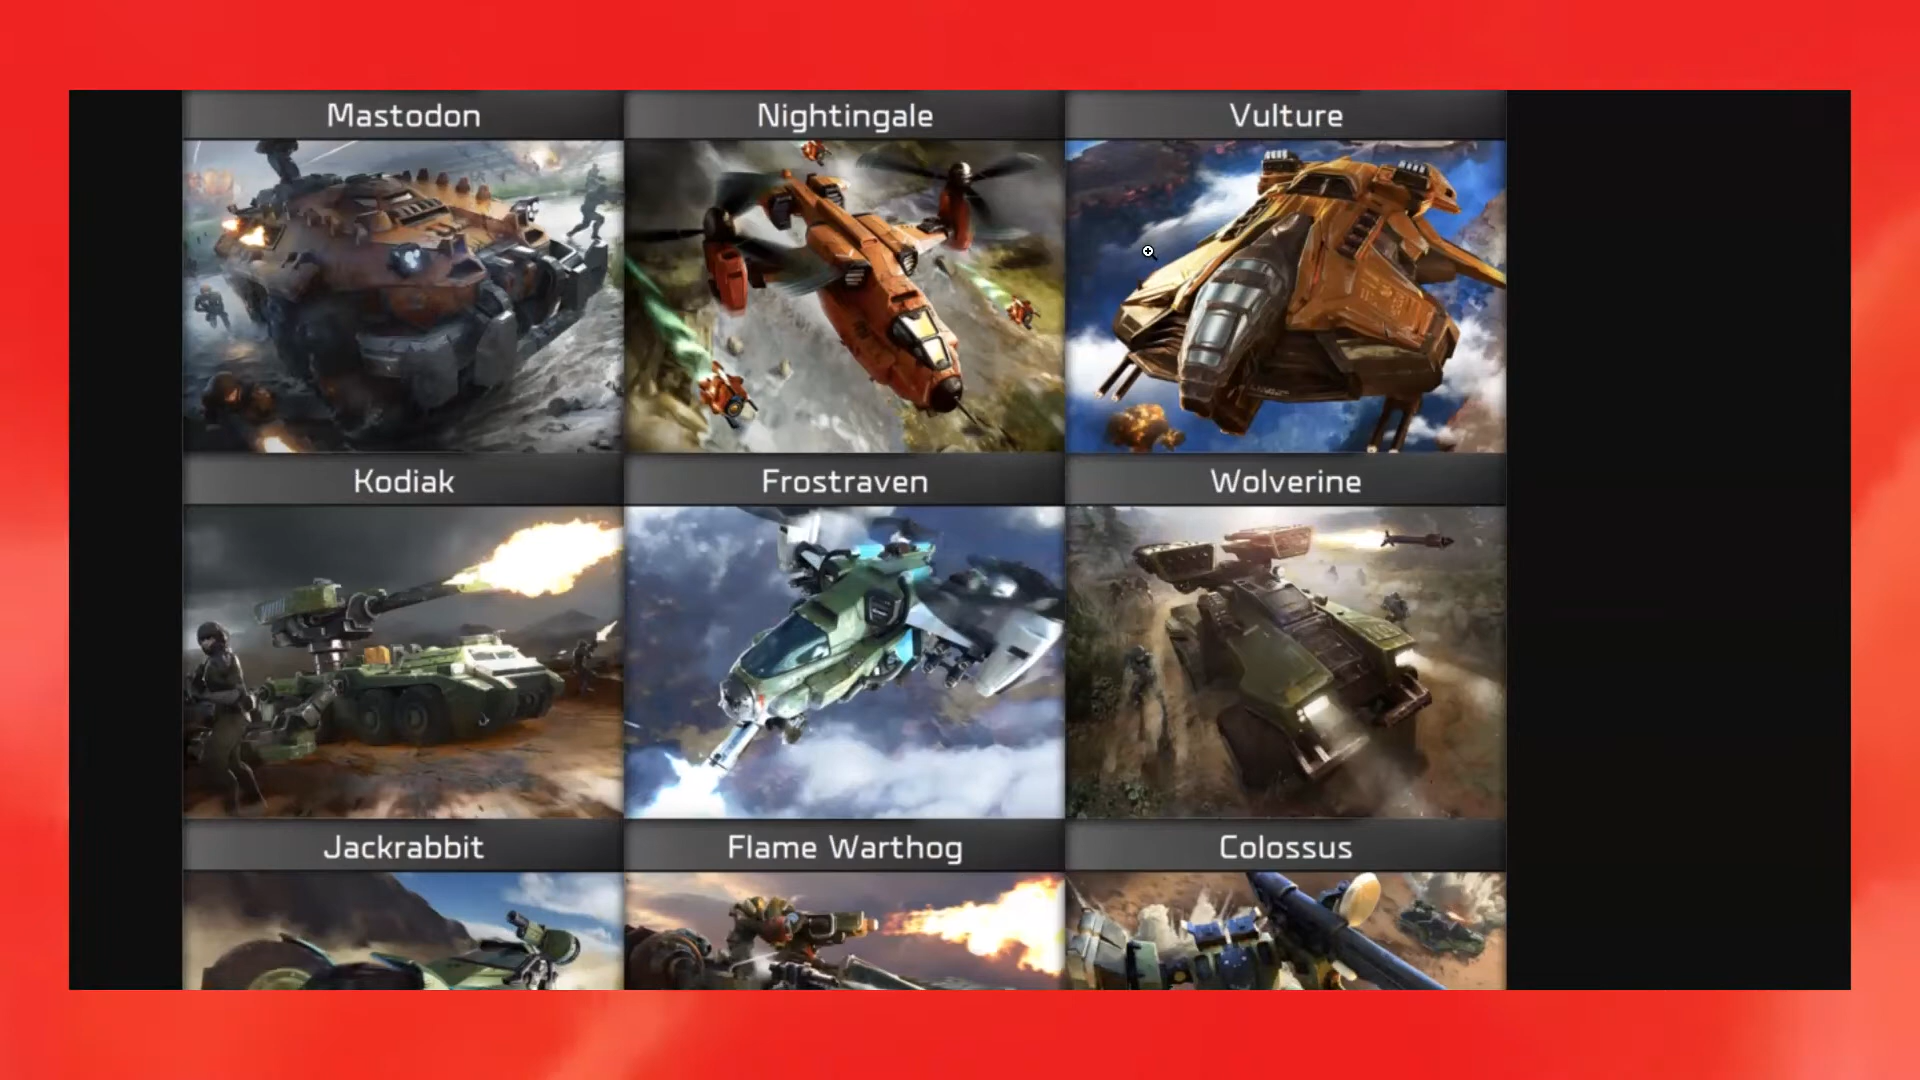 Mastodon
Nightingale
Vulture
Kodiak
Frostraven
Wolverine
Jackrabbit
Flame Warthog
Colossus